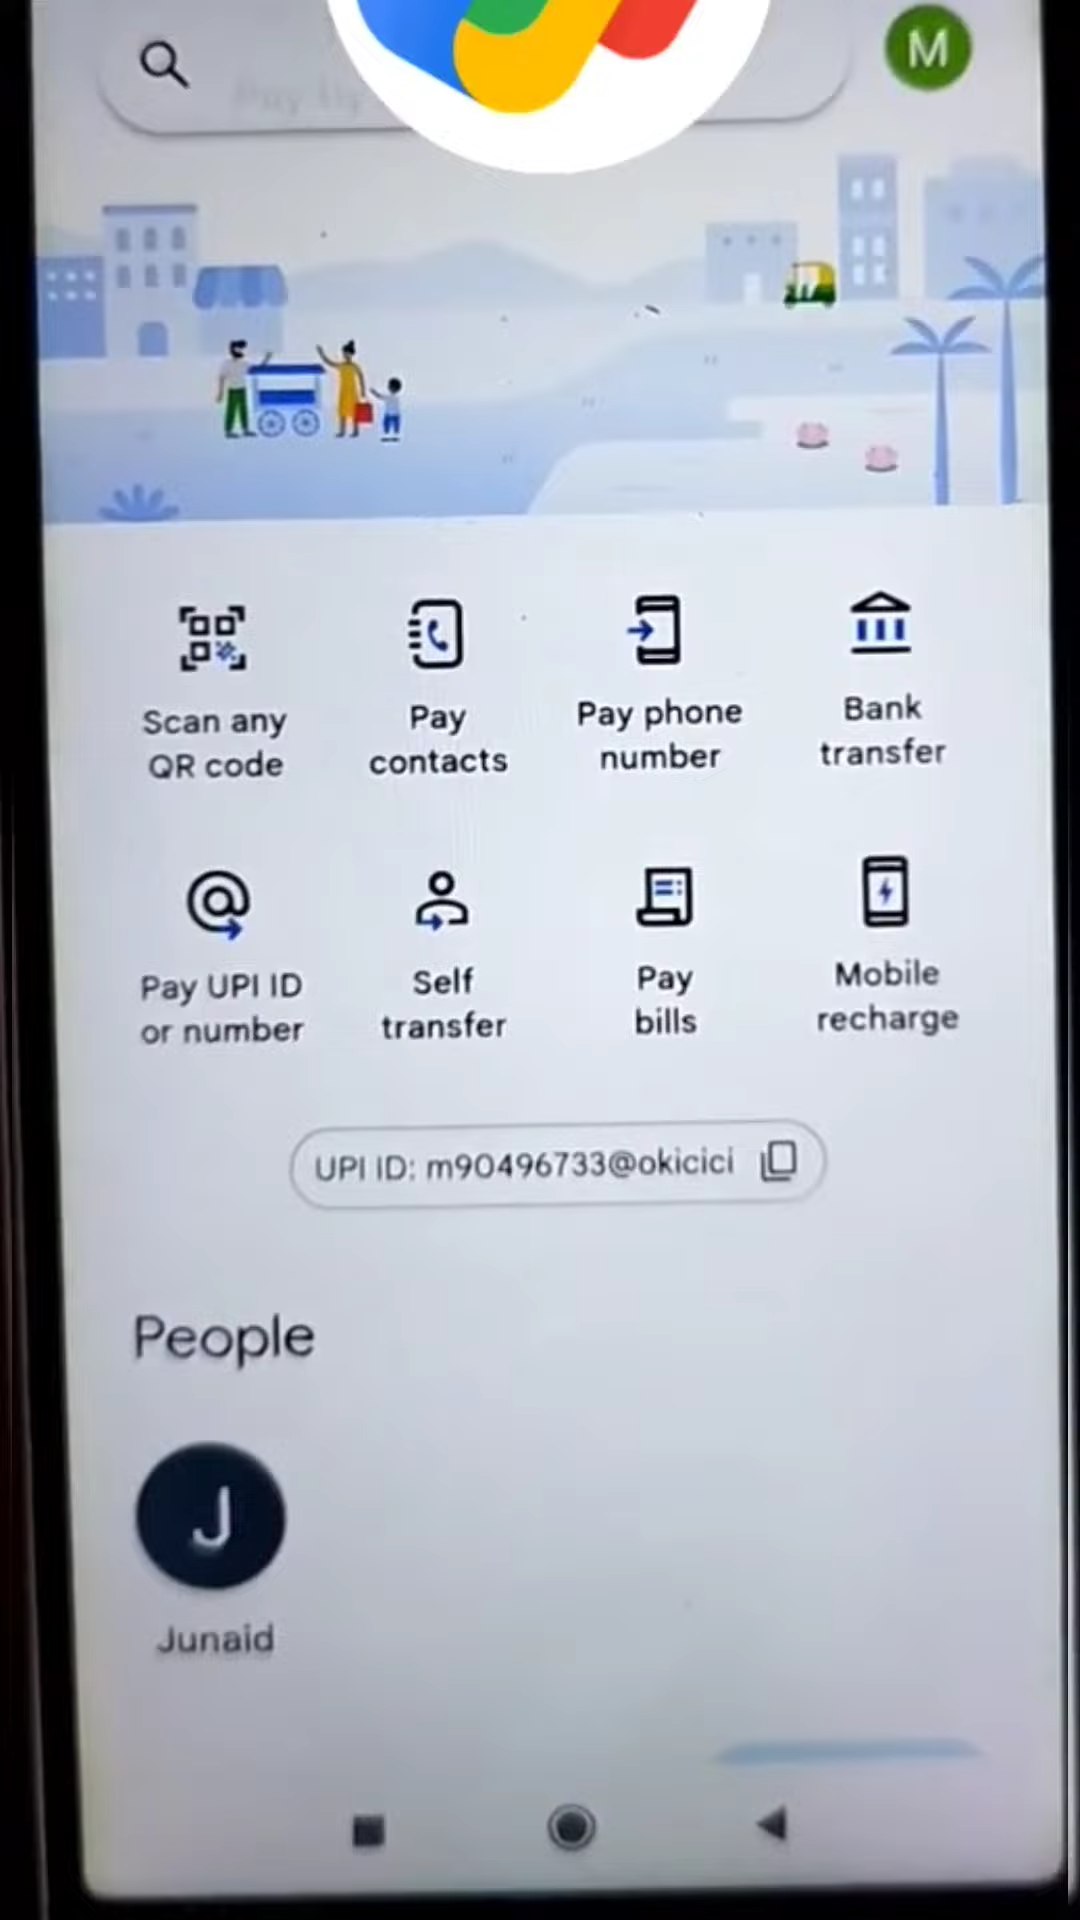 M
Scan any
QR code
Pay
contacts
Pay phone
number
Bank
transfer
Pay UPI ID
or number
Self
transfer
Pay
bills
Mobile
recharge
UPI ID: m90496733@okicici
People
J
Junaid